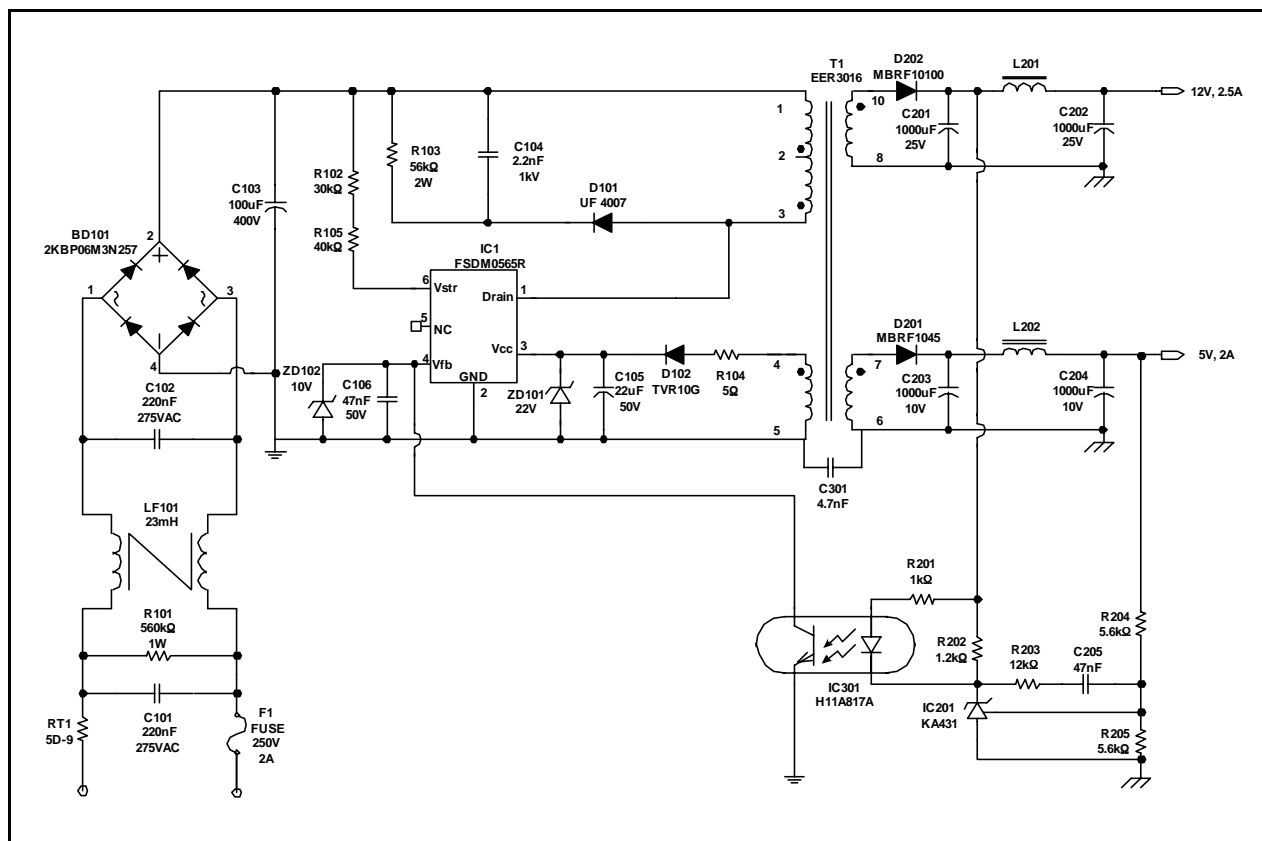 T1
EER3016
D202
MBRF10100
L201
1
10
12V, 2.5A
C201
1000uF
25V
C202
1000uF
25V
R103
56kΩ
2W
C104
2.2nF
1kV
2
8
R102
30kΩ
C103
100uF
400V
D101
UF 4007
3
BD101
2KBP06M3N257
2
R105
40kΩ
IC1
FSDM0565R
6
Vstr
1
3
Drain
1
5
NC
D201
MBRF1045
L202
Vcc
3
4
Vfb
4
7
5V, 2A
4
ZD102
10V
C106
47nF
50V
GND
2
ZD101
22V
C105
22uF
50V
D102
TVR10G
R104
5Ω
C203
1000uF
10V
C204
1000uF
10V
C102
220nF
275VAC
5
6
C301
4.7nF
LF101
23mH
R201
1kΩ
R101
560kΩ
1W
R204
5.6kΩ
R202
1.2kΩ
R203
12kΩ
C205
47nF
IC301
H11A817A
IC201
KA431
RT1
5D-9
C101
220nF
275VAC
F1
FUSE
250V
2A
R205
5.6kΩ